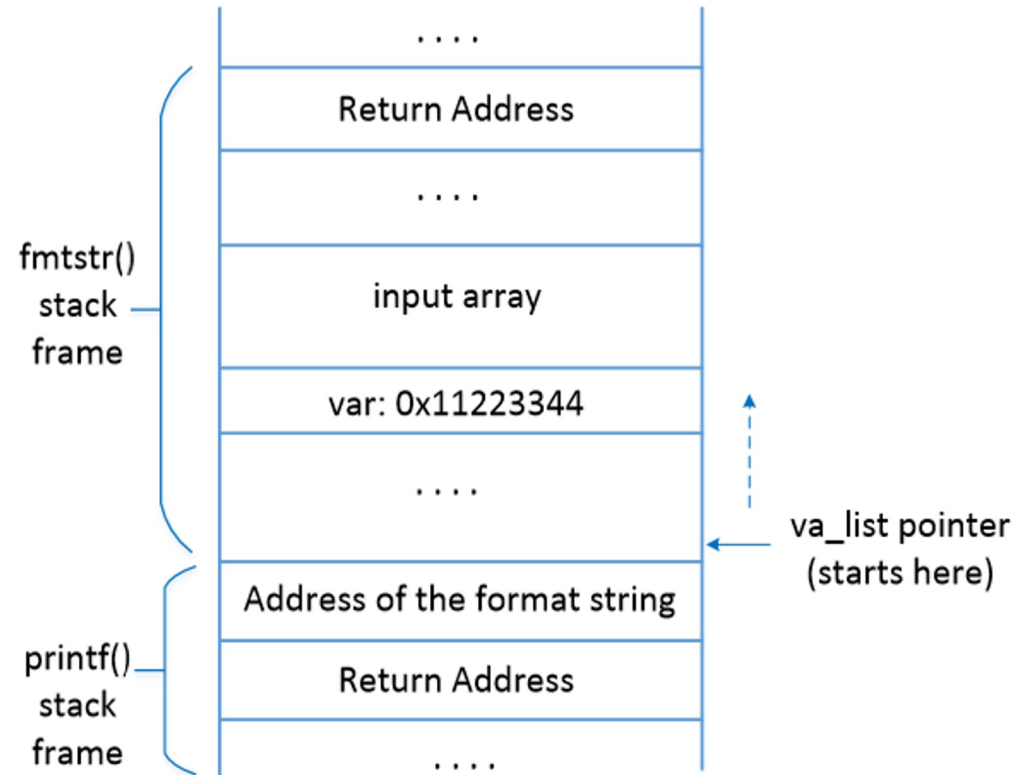 ....
Return Address
....
fmtstr()
stack
frame
input array
var: 0x11223344
....
va_list pointer
(starts here)
Address of the format string
printf()
stack
frame
Return Address
....